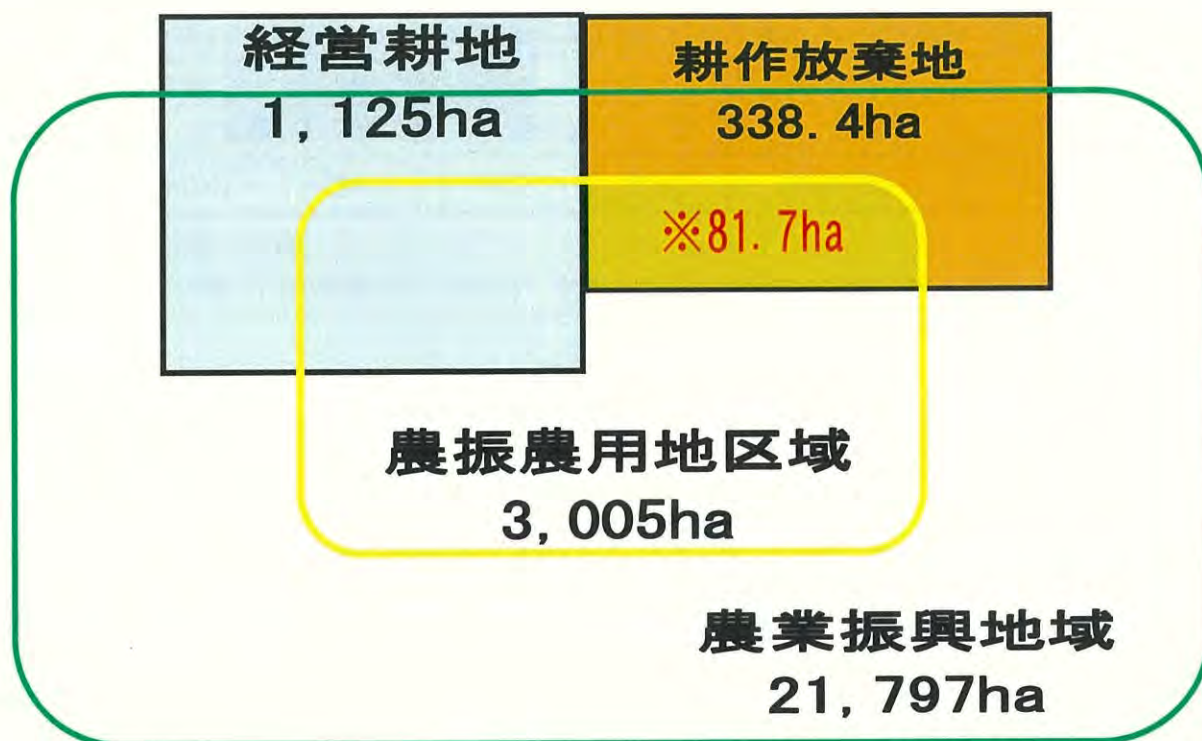 経営耕地
1,125ha
耕作放棄地
338.4ha
※81.7ha
農振農用地区域
3,005ha
農業振興地域
21,797ha